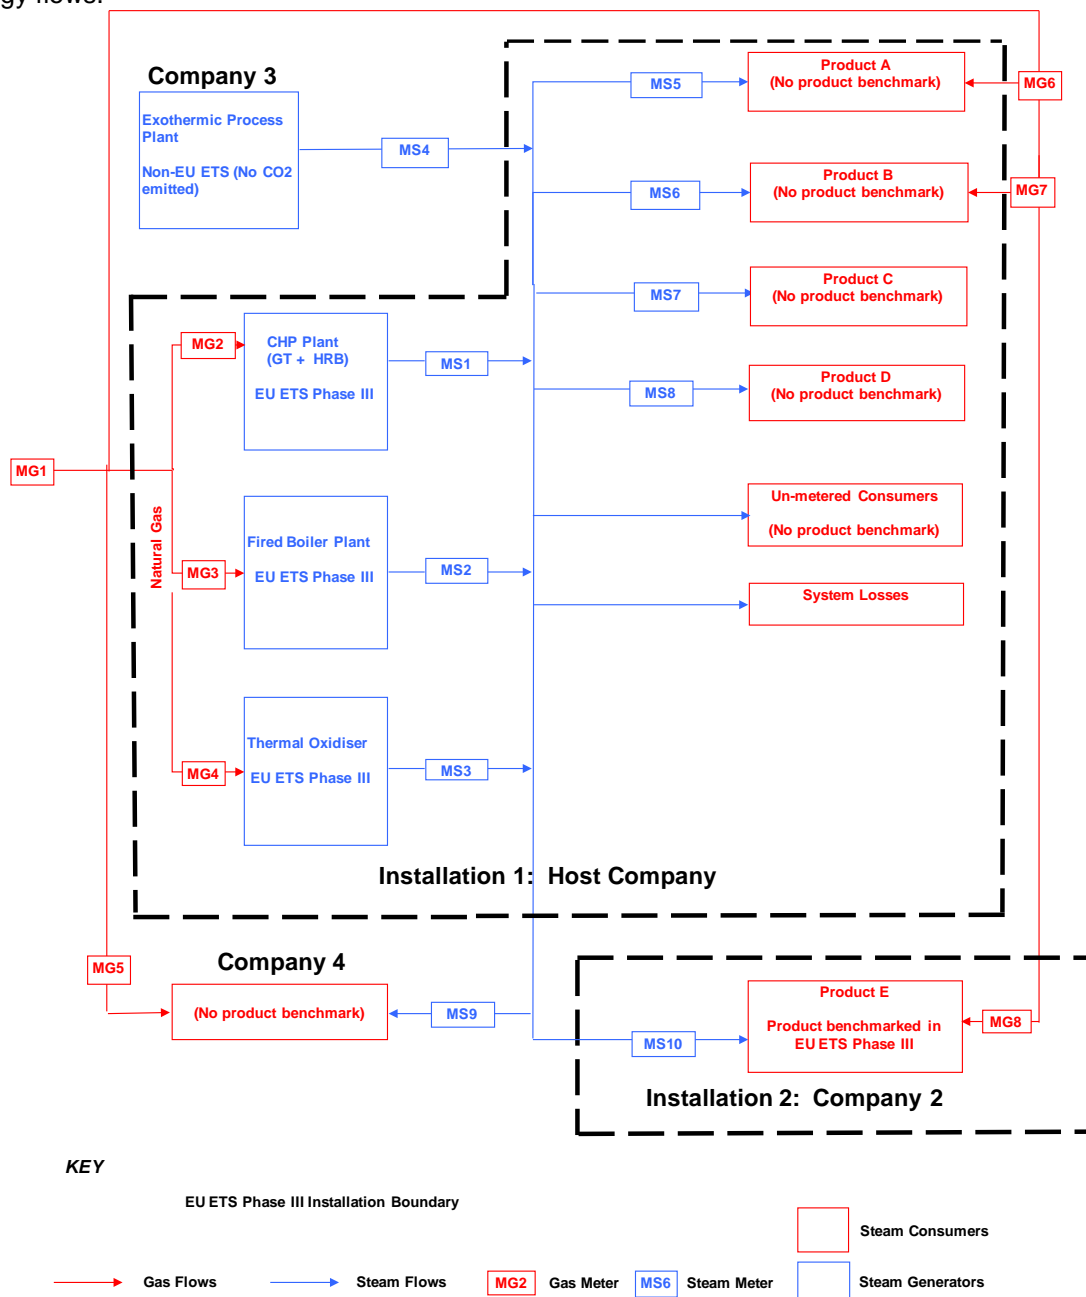 gy flows.
Company 3
Exothermic Process
Plant
Non-EU ETS (No CO2
emitted)
MS4
MS5
Product A
(No product benchmark)
MG6
MS6
Product B
(No product benchmark)
MG7
MS7
Product C
(No product benchmark)
MG2
CHP Plant
(GT + HRB)
EU ETS Phase III
MS1
MS8
Product D
(No product benchmark)
MG1
Natural Gas
Un-metered Consumers
(No product benchmark)
MG3
Fired Boiler Plant
EU ETS Phase III
MS2
System Losses
MG4
Thermal Oxidiser
EU ETS Phase III
MS3
Installation 1: Host Company
MG5
Company 4
(No product benchmark)
MS9
MS10
Product E
Product benchmarked in
EU ETS Phase III
MG8
Installation 2: Company 2
KEY
EU ETS Phase III Installation Boundary
Steam Consumers
Gas Flows
Steam Flows
MG2
Gas Meter
MS6
Steam Meter
Steam Generators